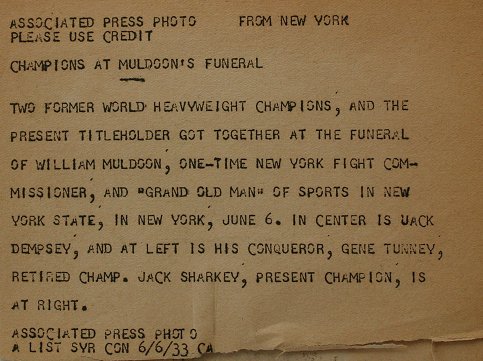 ASSOCIATED PRESS PHOTO FROM NEW YORK
PLEASE USE CREDIT
CHAMPIONS AT MULDOON'S FUNERAL
TWO FORMER WORLD HEAVYWEIGHT CHAMPIONS, AND THE
PRESENT TITLEHOLDER GOT TOGETHER AT THE FUNERAL
OF WILLIAM MULDOON, ONE-TIME NEW YORK FIGHT COM-
MISSIONER, AND "GRAND OLD MAN" OF SPORTS IN NEW
YORK STATE, IN NEW YORK, JUNE 6. IN CENTER IS JACK
DEMPSEY, AND AT LEFT IS HIS CONQUEROR, GENE TUNNEY,
RETIRED CHAMP. JACK SHARKEY, PRESENT CHAMPION, IS
AT RIGHT.
ASSOCIATED PRESS PHOTO
A LIST SYR CON 6/6/33 CA